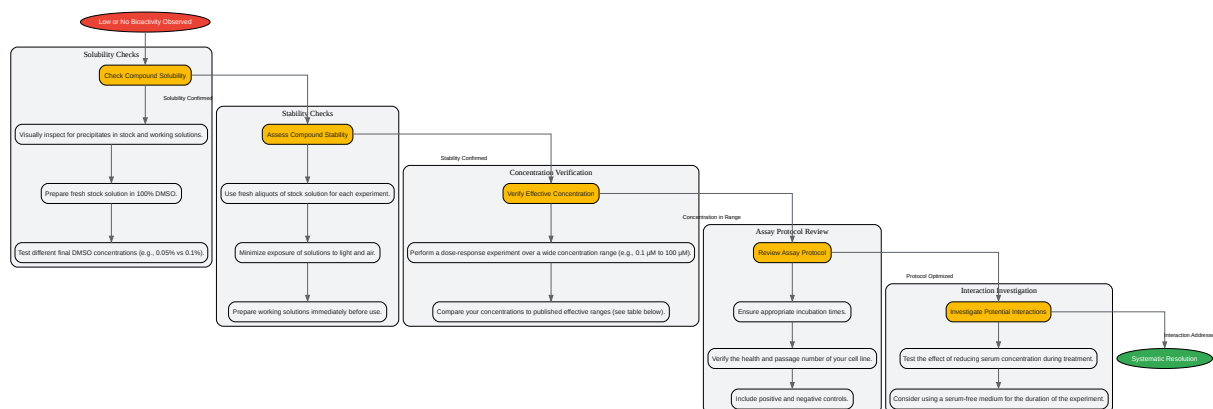 Low or No Bioactivity Observed
Solubility Checks
Check Compound Solubility
Solubility Confirmed
Visually inspect for precipitates in stock and working solutions.
Prepare fresh stock solution in 100% DMSO.
Test different final DMSO concentrations (e.g., 0.05% vs 0.1%).
Stability Checks
Assess Compound Stability
Stability Confirmed
Use fresh aliquots of stock solution for each experiment.
Minimize exposure of solutions to light and air.
Prepare working solutions immediately before use.
Concentration Verification
Verify Effective Concentration
Concentration in Range
Perform a dose-response experiment over a wide concentration range (e.g., 0.1 µM to 100 µM).
Compare your concentrations to published effective ranges (see table below).
Assay Protocol Review
Review Assay Protocol
Protocol Optimized
Ensure appropriate incubation times.
Verify the health and passage number of your cell line.
Include positive and negative controls.
Interaction Investigation
Investigate Potential Interactions
Interaction Addresse
Test the effect of reducing serum concentration during treatment.
Consider using a serum-free medium for the duration of the experiment.
Systematic Resolution